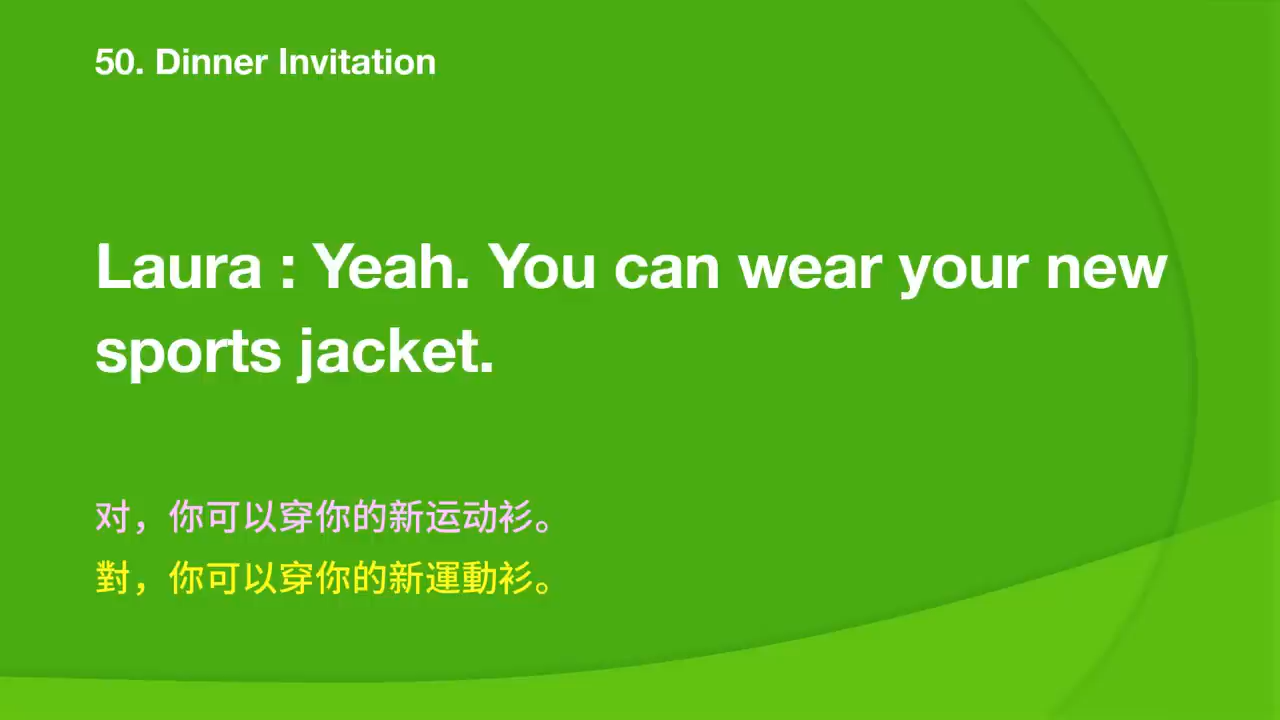 50. Dinner Invitation
Laura : Yeah. You can wear your new
sports jacket.
对，你可以穿你的新运动衫。
對，你可以穿你的新運動衫。